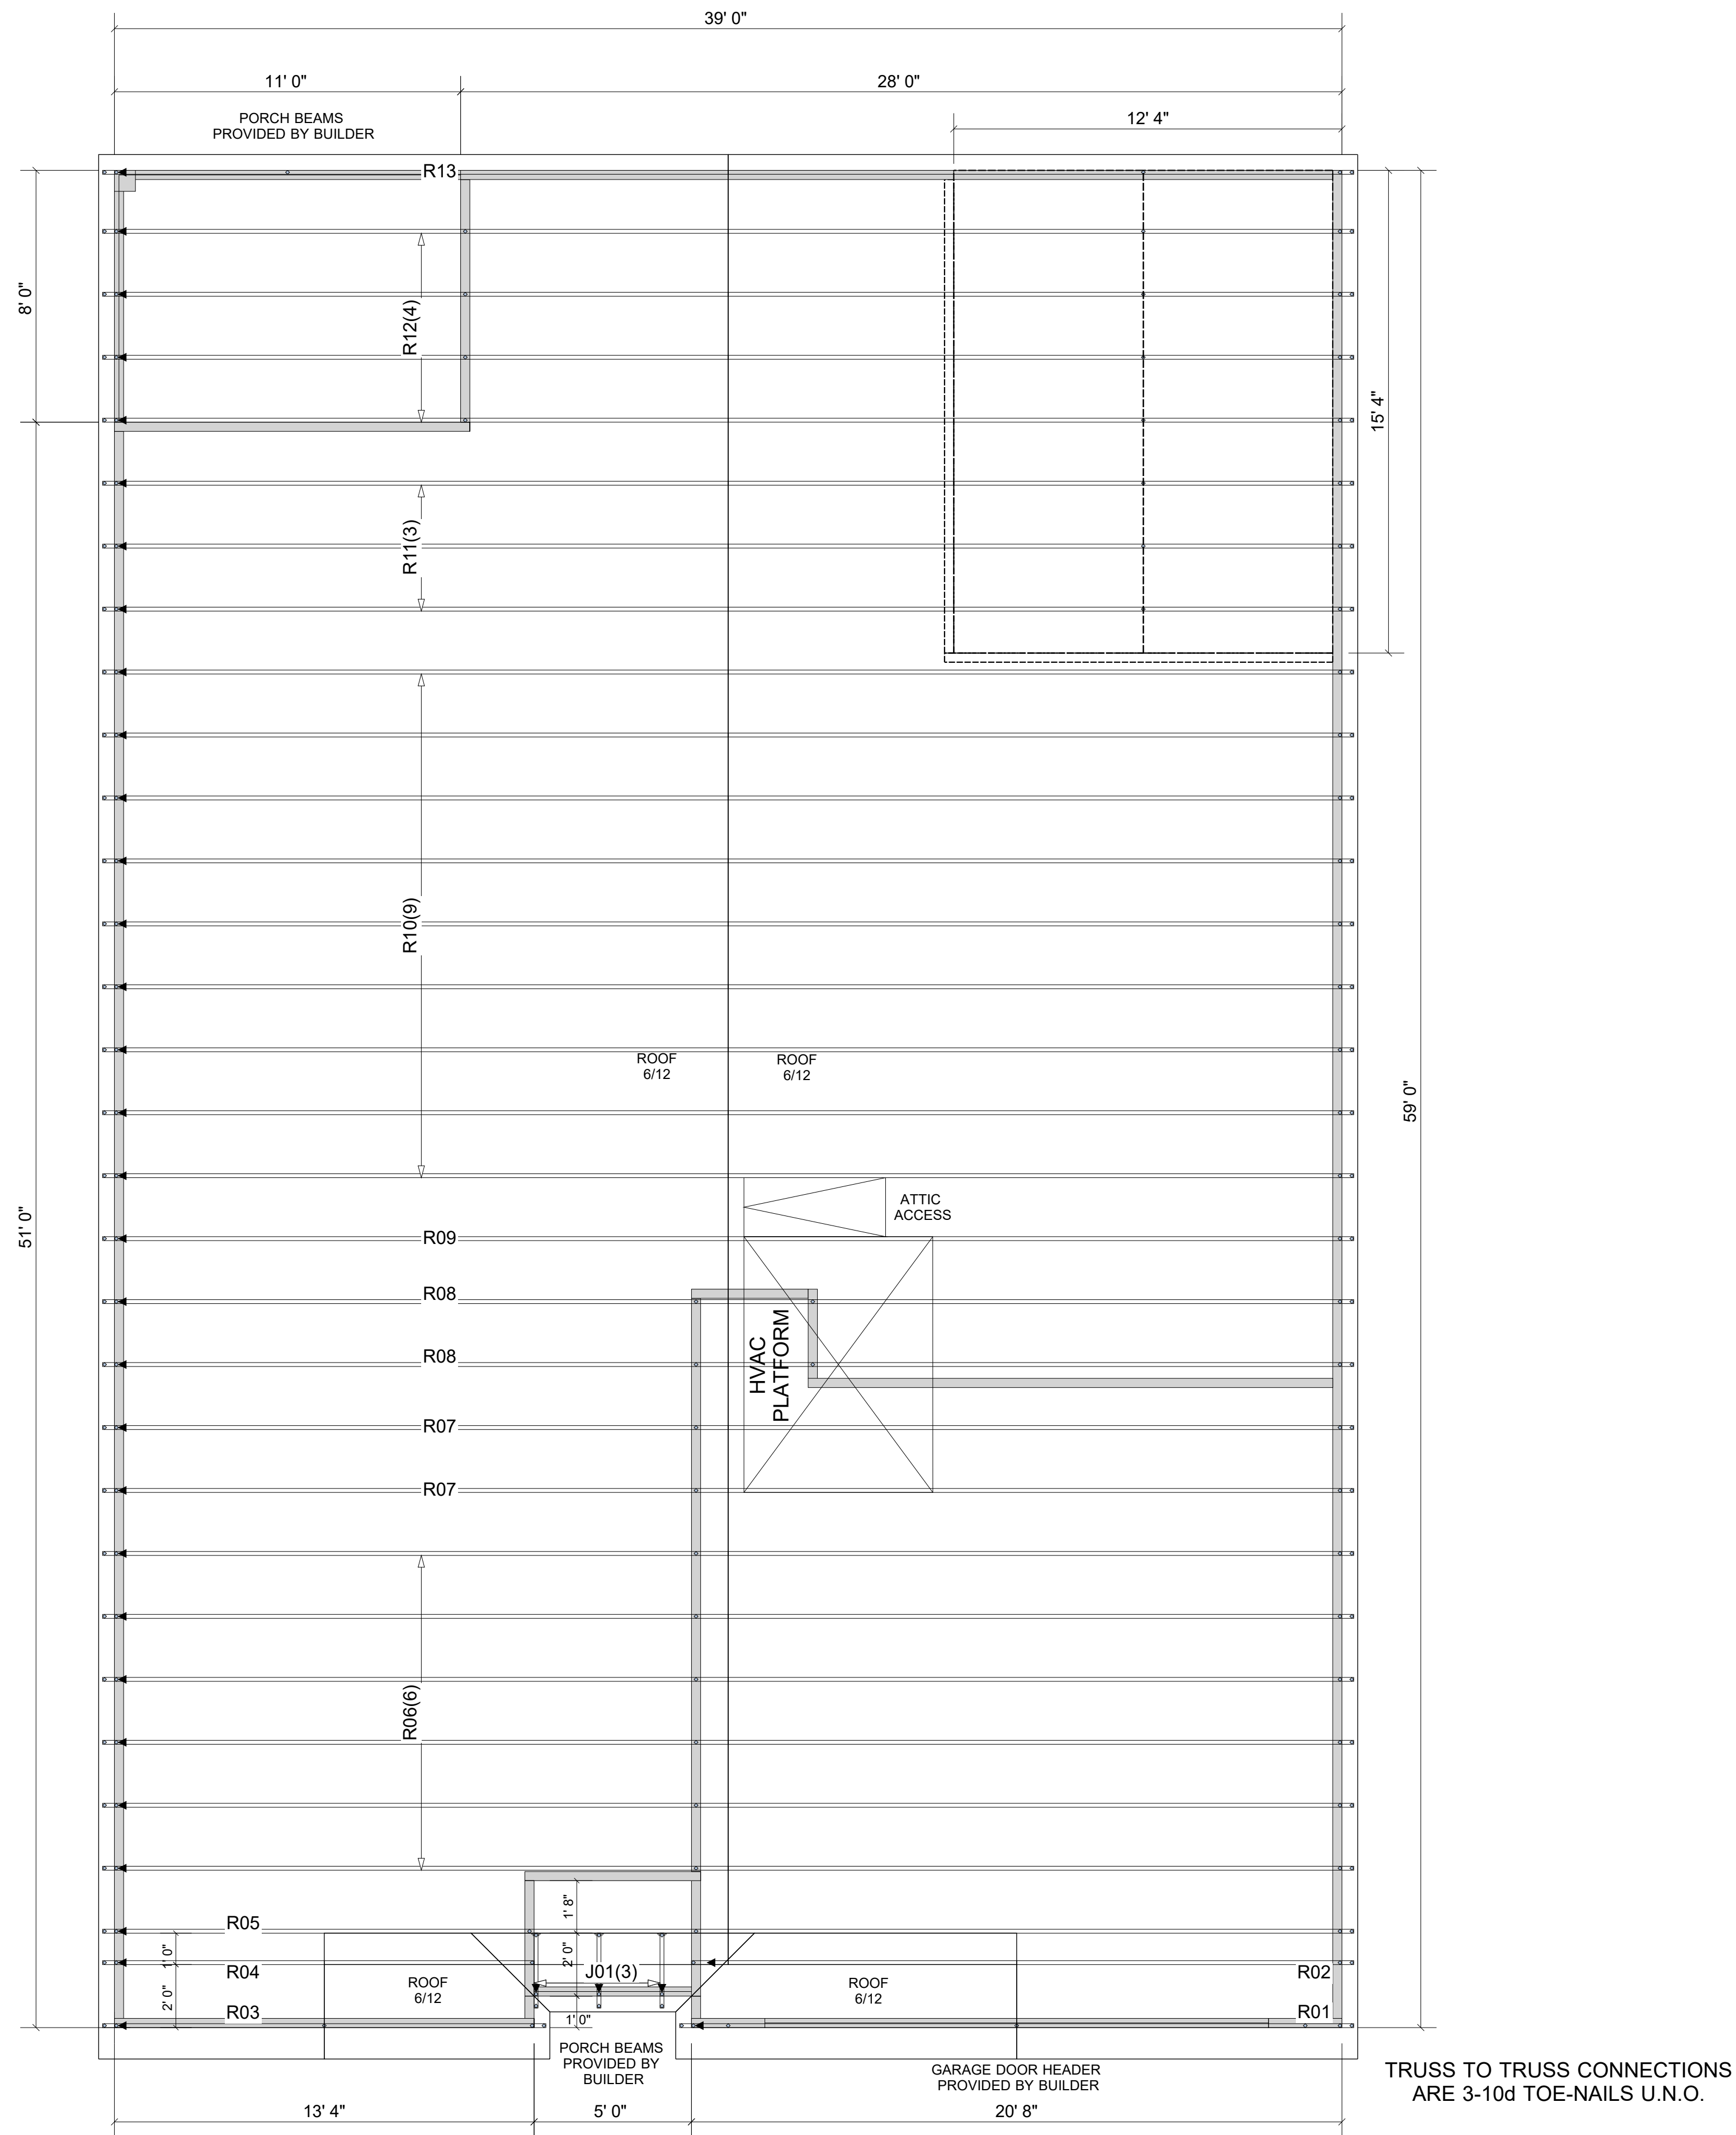 39' 0"
11' 0"
28' 0"
PORCH BEAMS
PROVIDED BY BUILDER
12' 4"
R13
8' 0"
R12(4)
15' 4"
R11(3)
R10(9)
ROOF
6/12
ROOF
6/12
59' 0"
51' 0"
ATTIC
ACCESS
R09
R08
HVAC
PLATFORM
R08
R07
R07
R06(6)
1' 8"
R05
1' 0"
2' 0"
R04
J01(3)
R02
ROOF
6/12
ROOF
6/12
2' 0"
R03
1' 0"
R01
PORCH BEAMS
PROVIDED BY
BUILDER
GARAGE DOOR HEADER
PROVIDED BY BUILDER
TRUSS TO TRUSS CONNECTIONS
ARE 3-10d TOE-NAILS U.N.O.
13' 4"
5' 0"
20' 8"